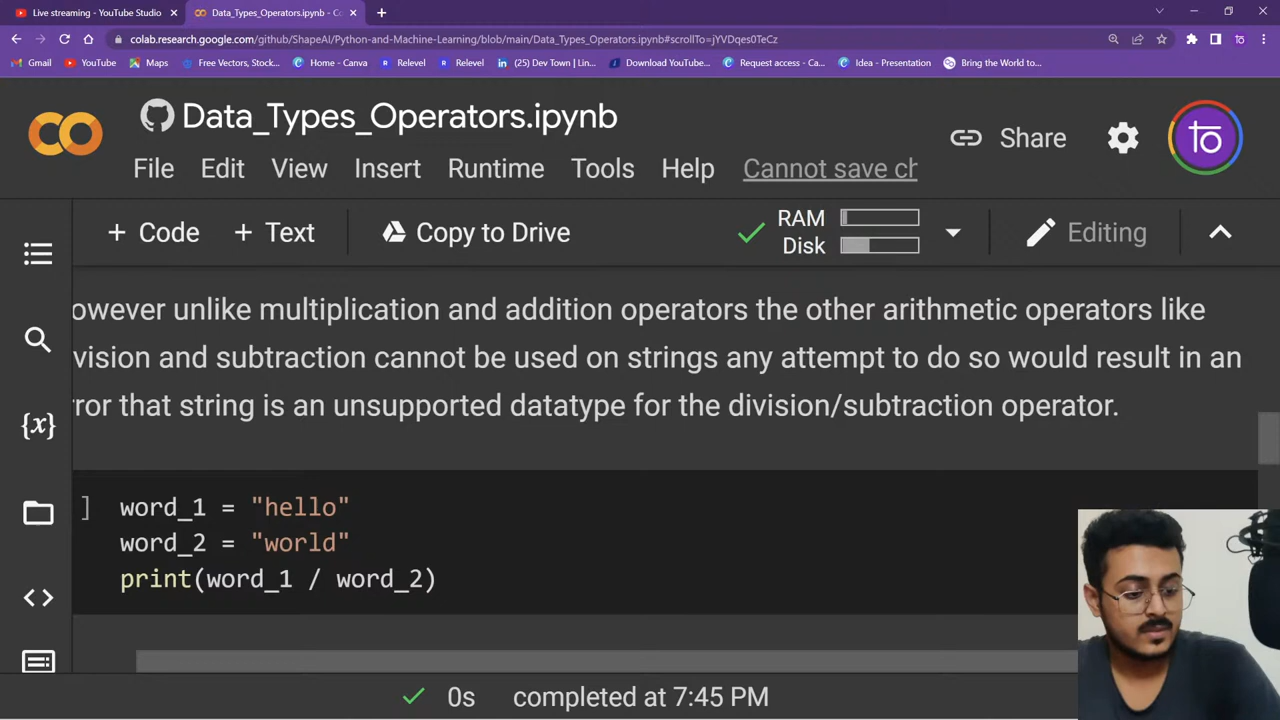 Live streaming - YouTube Studio
Data_Types_Operators.ipynb - Co
colab.research.google.com/github/ShapeAI/Python-and-Machine-Learning/blob/main/Data_Types_Operators.ipynb#scrollTo=jYVDqes0TeCz
Gmail YouTube Maps Free Vectors, Stock... Home - Canva Relevel Relevel (25) Dev Town | Lin... Download YouTube... Request access - Ca... Idea - Presentation Bring the World to...
Data_Types_Operators.ipynb
Share
File Edit View Insert Runtime Tools Help Cannot save ch
+ Code + Text Copy to Drive RAM Disk Editing
owever unlike multiplication and addition operators the other arithmetic operators like
vision and subtraction cannot be used on strings any attempt to do so would result in an
rror that string is an unsupported datatype for the division/subtraction operator.
] word_1 = "hello"
word_2 = "world"
print(word_1 / word_2)
0s completed at 7:45 PM